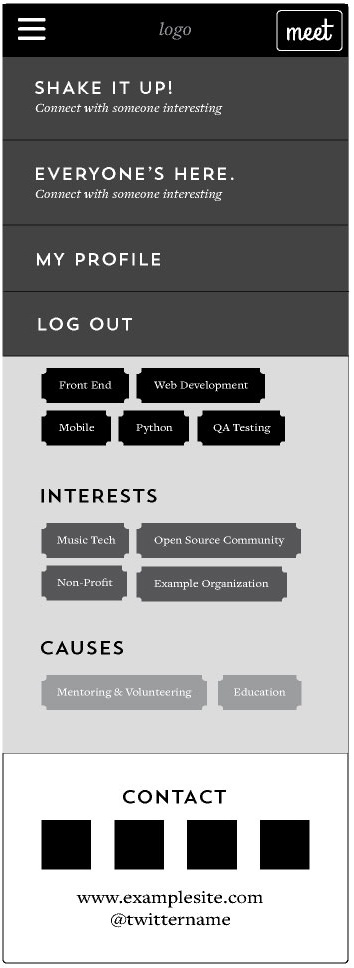 logo
meet
SHAKE IT UP!
Connect with someone interesting
EVERYONE'S HERE.
Connect with someone interesting
MY PROFILE
LOG OUT
Front End Web Development
Mobile Python QA Testing
INTERESTS
Music Tech Open Source Community
Non-Profit Example Organization
CAUSES
Mentoring & Volunteering Education
CONTACT
www.examplesite.com
@twittername